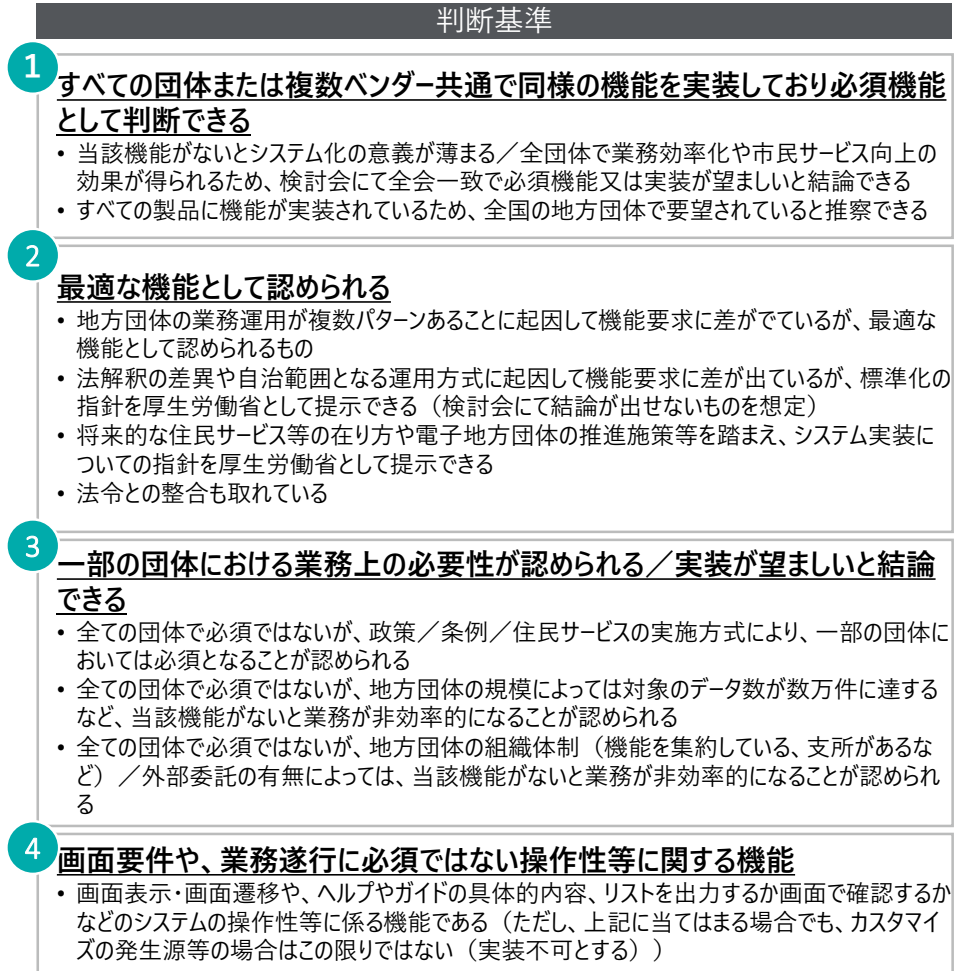 判断基準
1
すべての団体または複数ベンダー共通で同様の機能を実装しており必須機能
として判断できる
• 当該機能がないとシステム化の意義が薄まる／全団体で業務効率化や市民サービス向上の
効果が得られるため、検討会にて全会一致で必須機能又は実装が望ましいと結論できる
• すべての製品に機能が実装されているため、全国の地方団体で要望されていると推察できる
2
最適な機能として認められる
• 地方団体の業務運用が複数パターンあることに起因して機能要求に差がでているが、最適な
機能として認められるもの
• 法解釈の差異や自治範囲となる運用方式に起因して機能要求に差が出ているが、標準化の
指針を厚生労働省として提示できる（検討会にて結論が出せないものを想定）
• 将来的な住民サービス等の在り方や電子地方団体の推進施策等を踏まえ、システム実装に
ついての指針を厚生労働省として提示できる
• 法令との整合も取れている
3
一部の団体における業務上の必要性が認められる／実装が望ましいと結論
できる
• 全ての団体で必須ではないが、政策／条例／住民サービスの実施方式により、一部の団体に
おいては必須となることが認められる
• 全ての団体で必須ではないが、地方団体の規模によっては対象のデータ数が数万件に達する
など、当該機能がないと業務が非効率的になることが認められる
• 全ての団体で必須ではないが、地方団体の組織体制（機能を集約している、支所があるな
ど）／外部委託の有無によっては、当該機能がないと業務が非効率的になることが認められ
る
4
画面要件や、業務遂行に必須ではない操作性等に関する機能
• 画面表示・画面遷移や、ヘルプやガイドの具体的内容、リストを出力するか画面で確認するか
などのシステムの操作性等に係る機能である（ただし、上記に当てはまる場合でも、カスタマイ
ズの発生源等の場合はこの限りではない（実装不可とする））